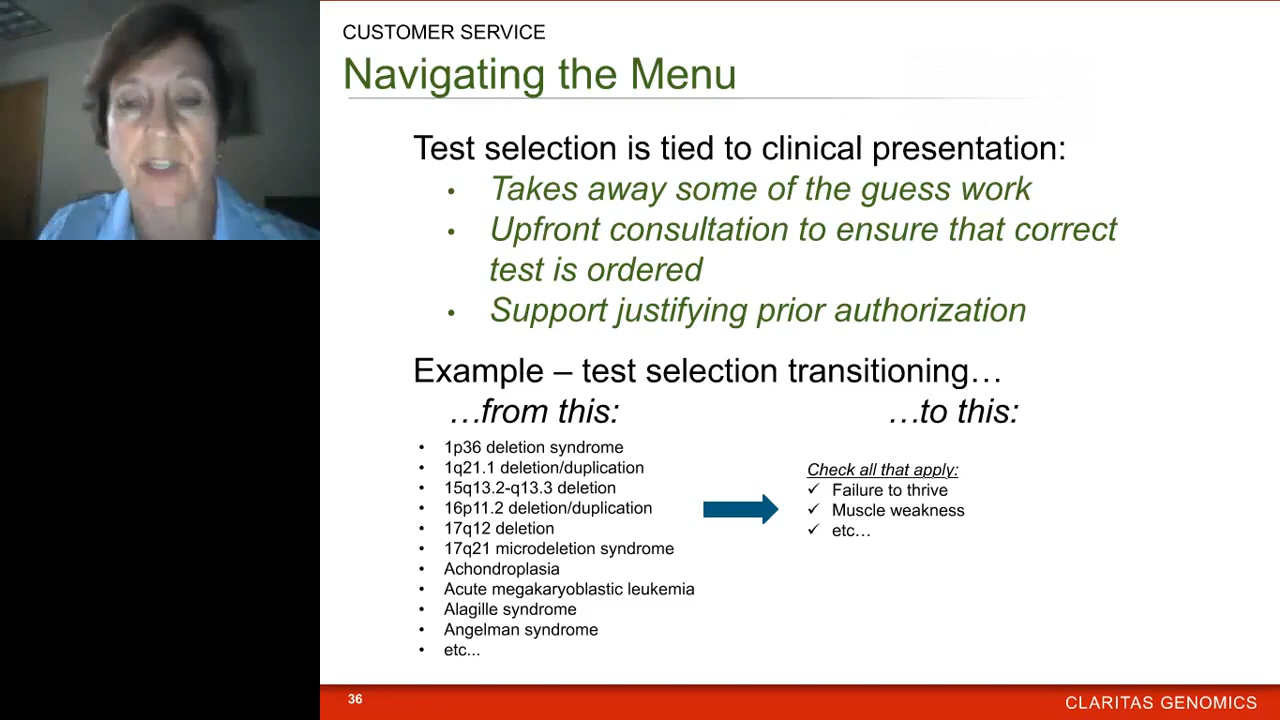 CUSTOMER SERVICE
Navigating the Menu
Test selection is tied to clinical presentation:
• Takes away some of the guess work
• Upfront consultation to ensure that correct
test is ordered
• Support justifying prior authorization
Example – test selection transitioning…
…from this:
• 1p36 deletion syndrome
• 1q21.1 deletion/duplication
• 15q13.2-q13.3 deletion
• 16p11.2 deletion/duplication
• 17q12 deletion
• 17q21 microdeletion syndrome
• Achondroplasia
• Acute megakaryoblastic leukemia
• Alagille syndrome
• Angelman syndrome
• etc...
…to this:
Check all that apply:
✓ Failure to thrive
✓ Muscle weakness
✓ etc…
36
CLARITAS GENOMICS